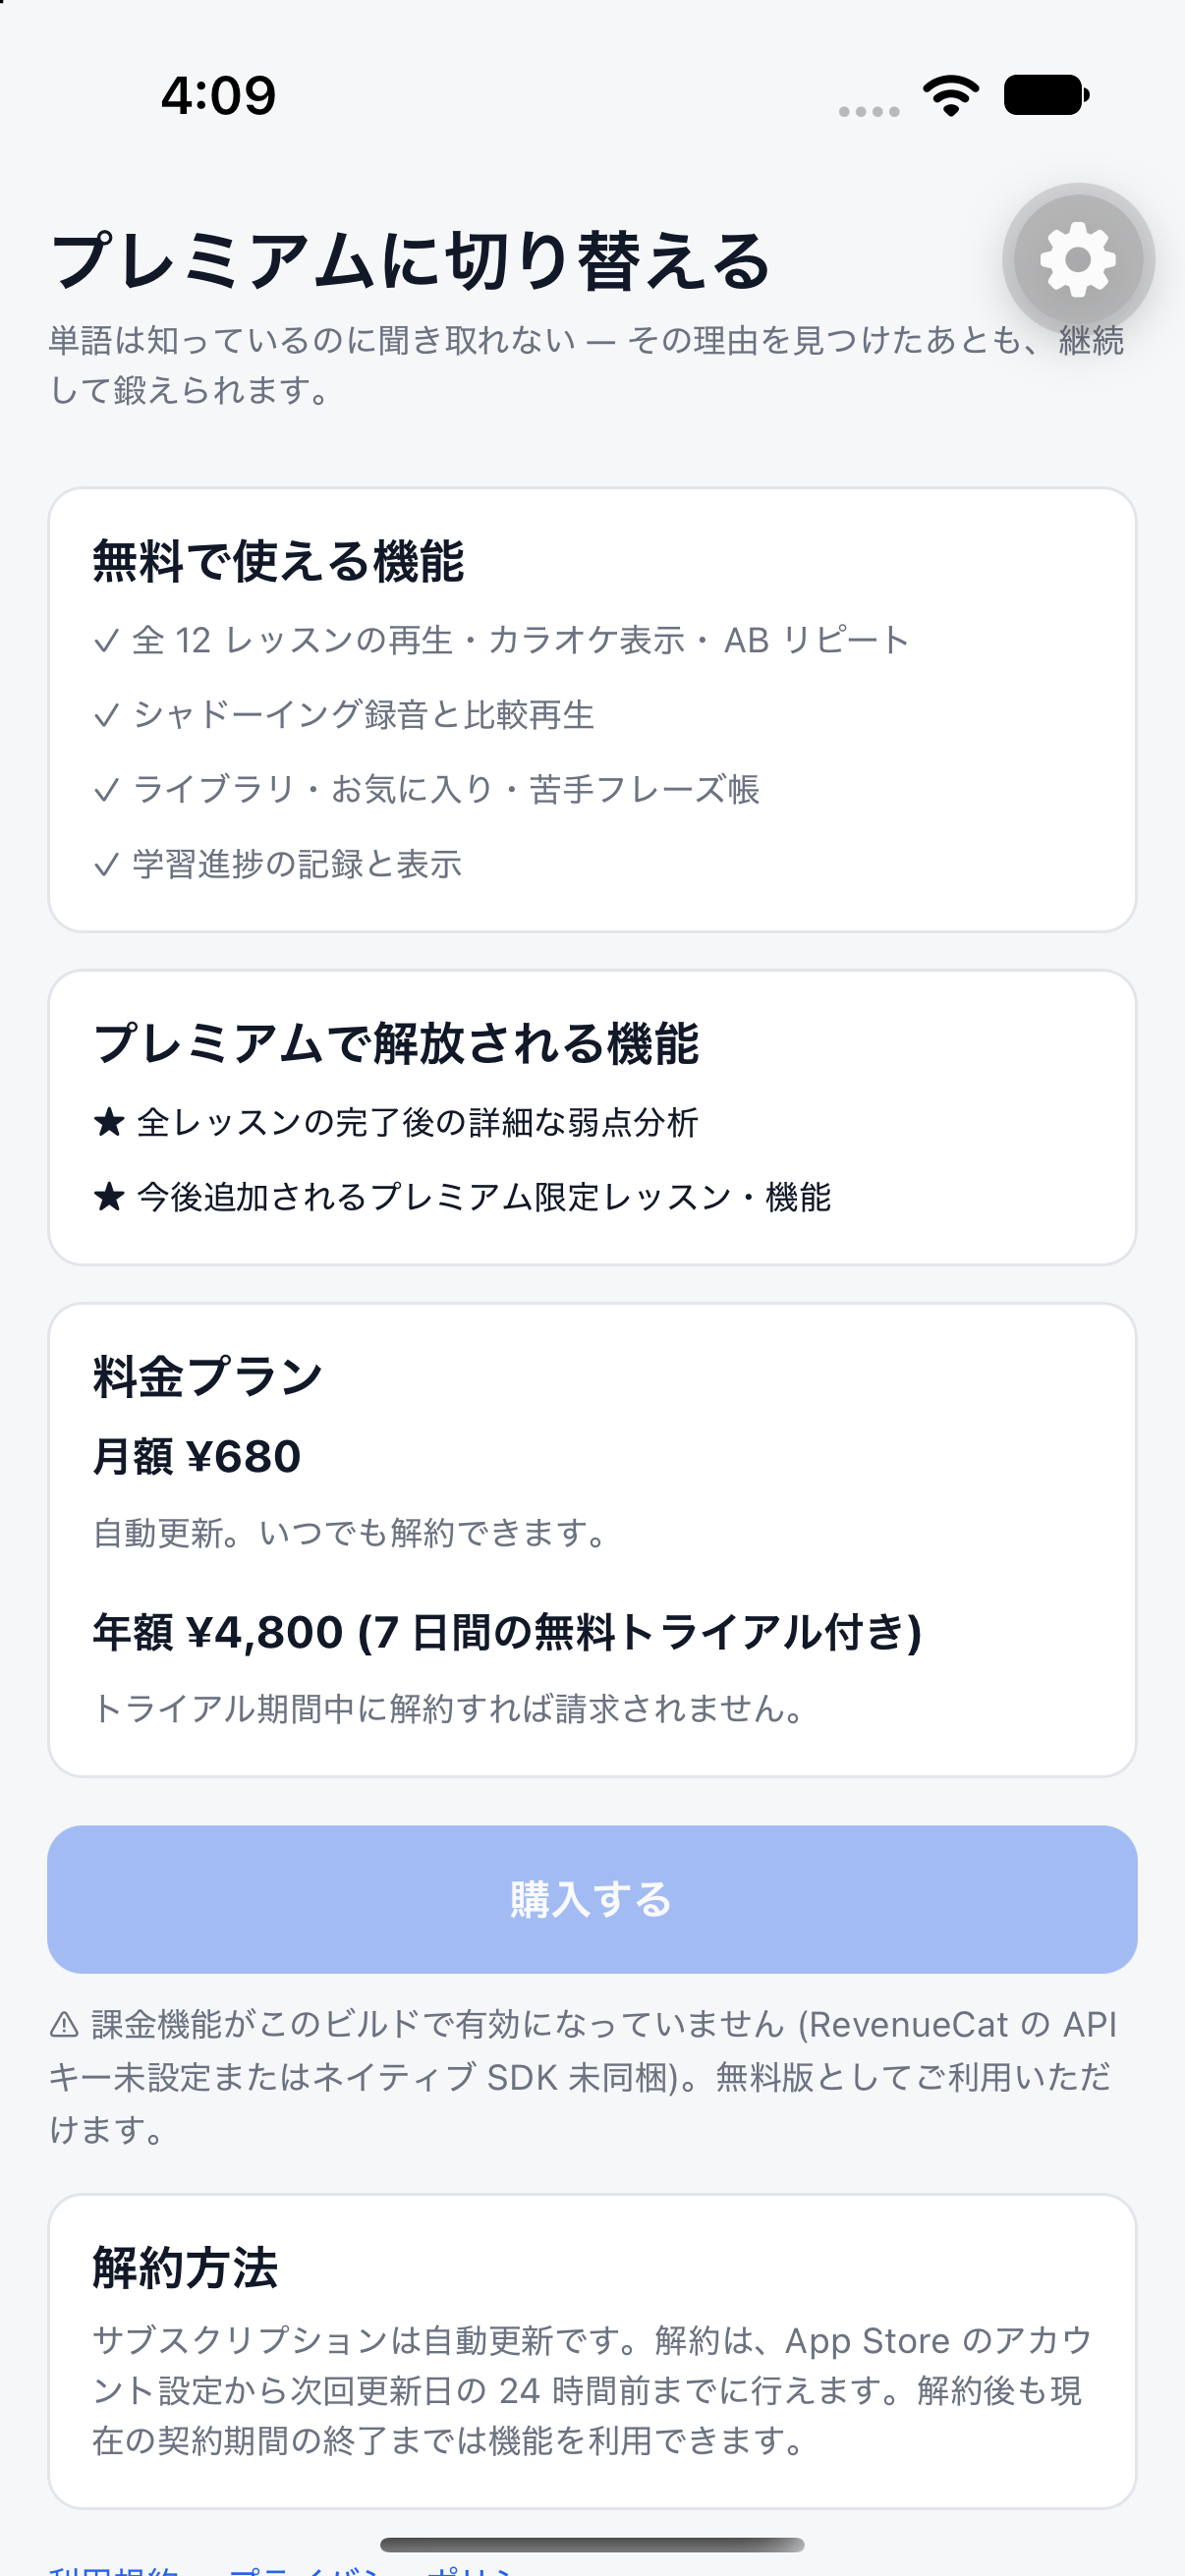 4:09
プレミアムに切り替える
単語は知っているのに聞き取れない — その理由を見つけたあとも、継続
して鍛えられます。
無料で使える機能
✓ 全 12 レッスンの再生・カラオケ表示・AB リピート
✓ シャドーイング録音と比較再生
✓ ライブラリ・お気に入り・苦手フレーズ帳
✓ 学習進捗の記録と表示
プレミアムで解放される機能
★ 全レッスンの完了後の詳細な弱点分析
★ 今後追加されるプレミアム限定レッスン・機能
料金プラン
月額 ¥680
自動更新。いつでも解約できます。
年額 ¥4,800 (7 日間の無料トライアル付き)
トライアル期間中に解約すれば請求されません。
購入する
⚠ 課金機能がこのビルドで有効になっていません (RevenueCat の API
キー未設定またはネイティブ SDK 未同梱)。無料版としてご利用いただ
けます。
解約方法
サブスクリプションは自動更新です。解約は、App Store のアカウ
ント設定から次回更新日の 24 時間前までに行えます。解約後も現
在の契約期間の終了までは機能を利用できます。